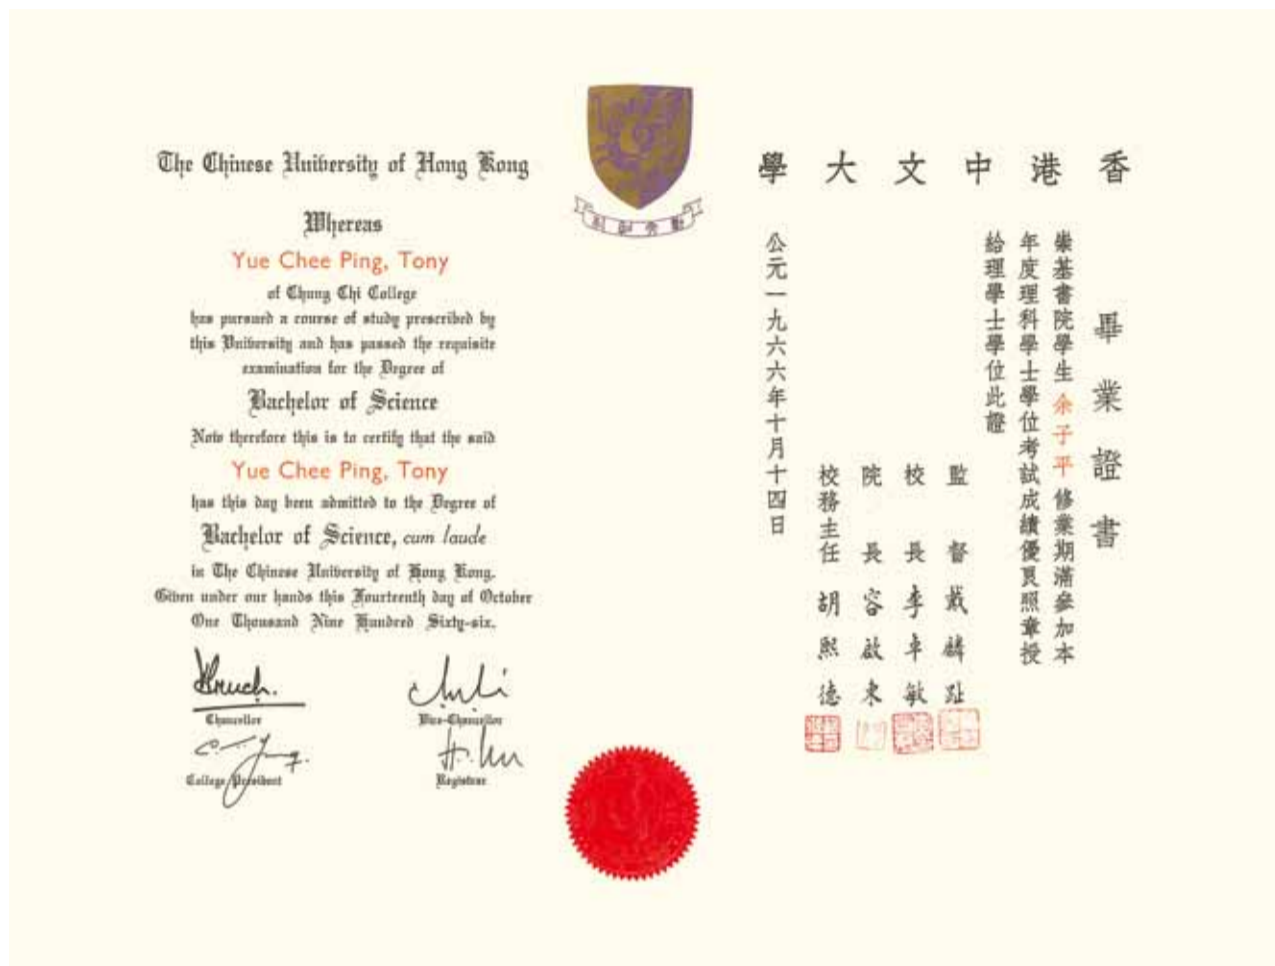 The Chinese University of Hong Kong
Whereas
Yue Chee Ping, Tony
of Chung Chi College
has pursued a course of study prescribed by
this University and has passed the requisite
examination for the Degree of
Bachelor of Science
Now therefore this is to certify that the said
Yue Chee Ping, Tony
has this day been admitted to the Degree of
Bachelor of Science, cum laude
in The Chinese University of Hong Kong.
Given under our hands this Fourteenth day of October
One Thousand Nine Hundred Sixty-six.
Chancellor
Vice-Chancellor
College President
Registrar
香港中文大學
畢業證書
崇基書院學生余子平修業期滿參加本
年度理科學士學位考試成績優良照章授
給理學士學位此證
監督戴麟趾
校長李卓敏
院長容啟東
校務主任胡熙德
公元一九六六年十月十四日